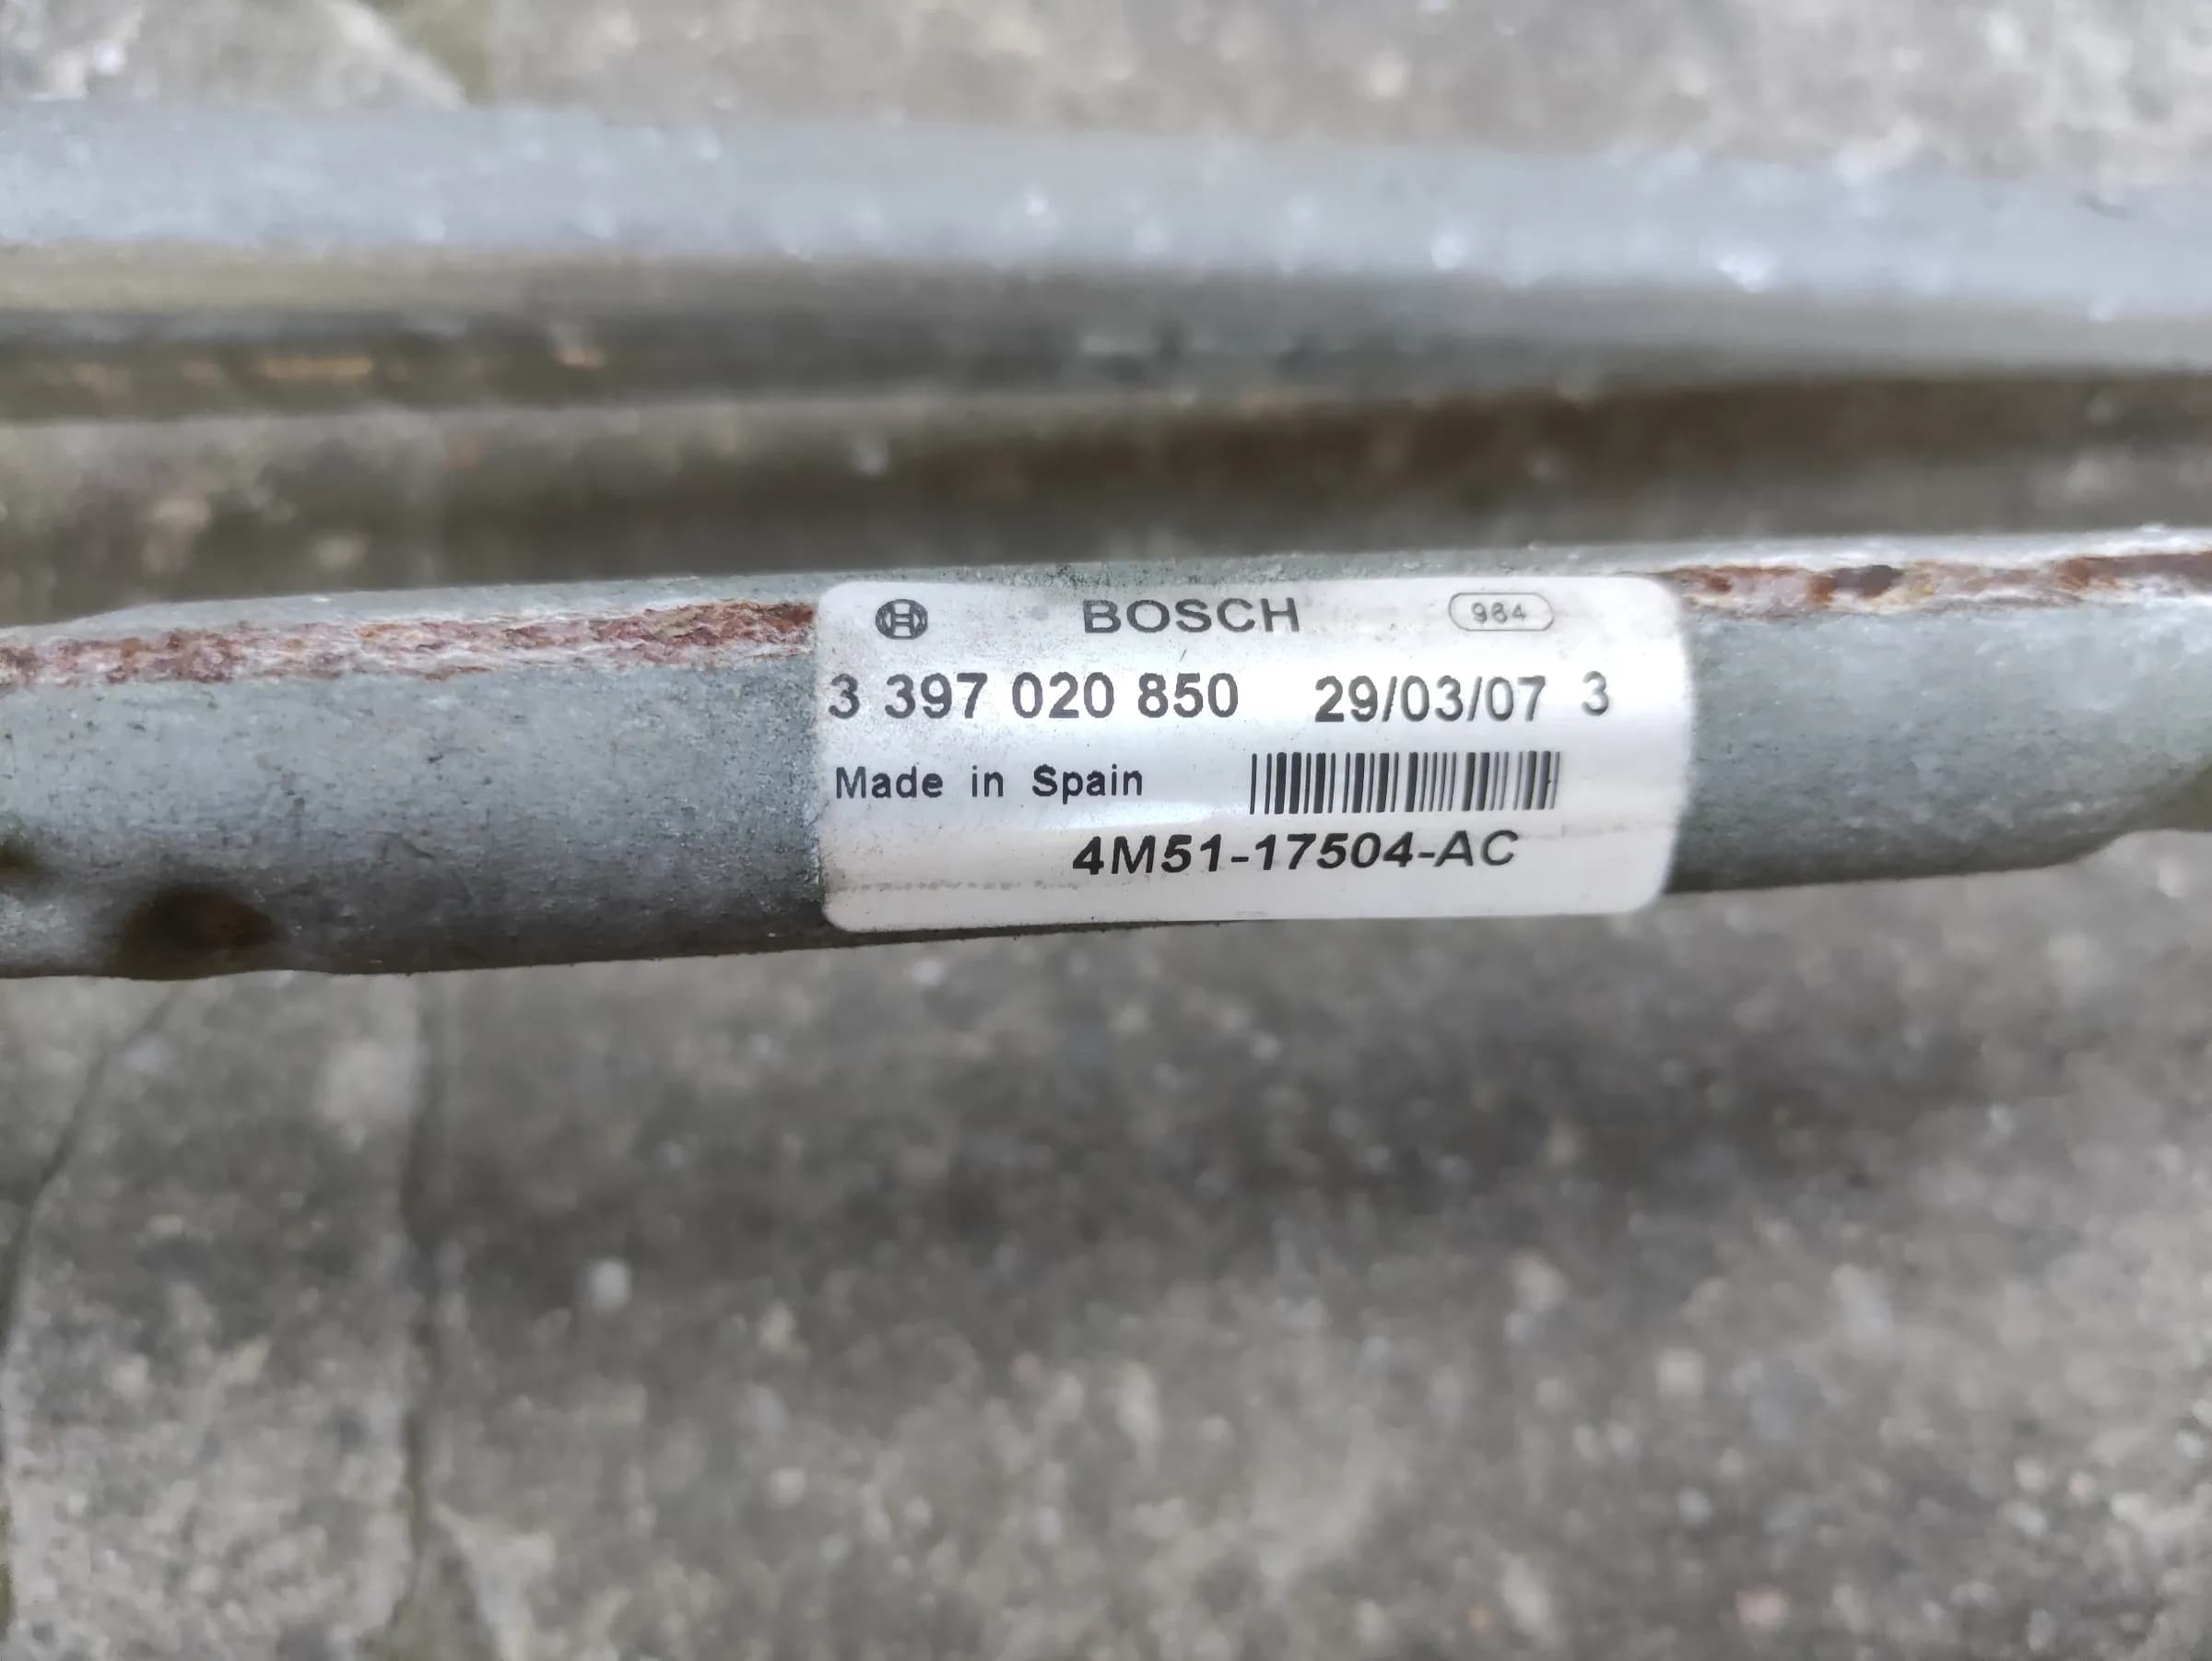 BOSCH 984
3 397 020 850 29/03/07 3
Made in Spain
4M51-17504-AC